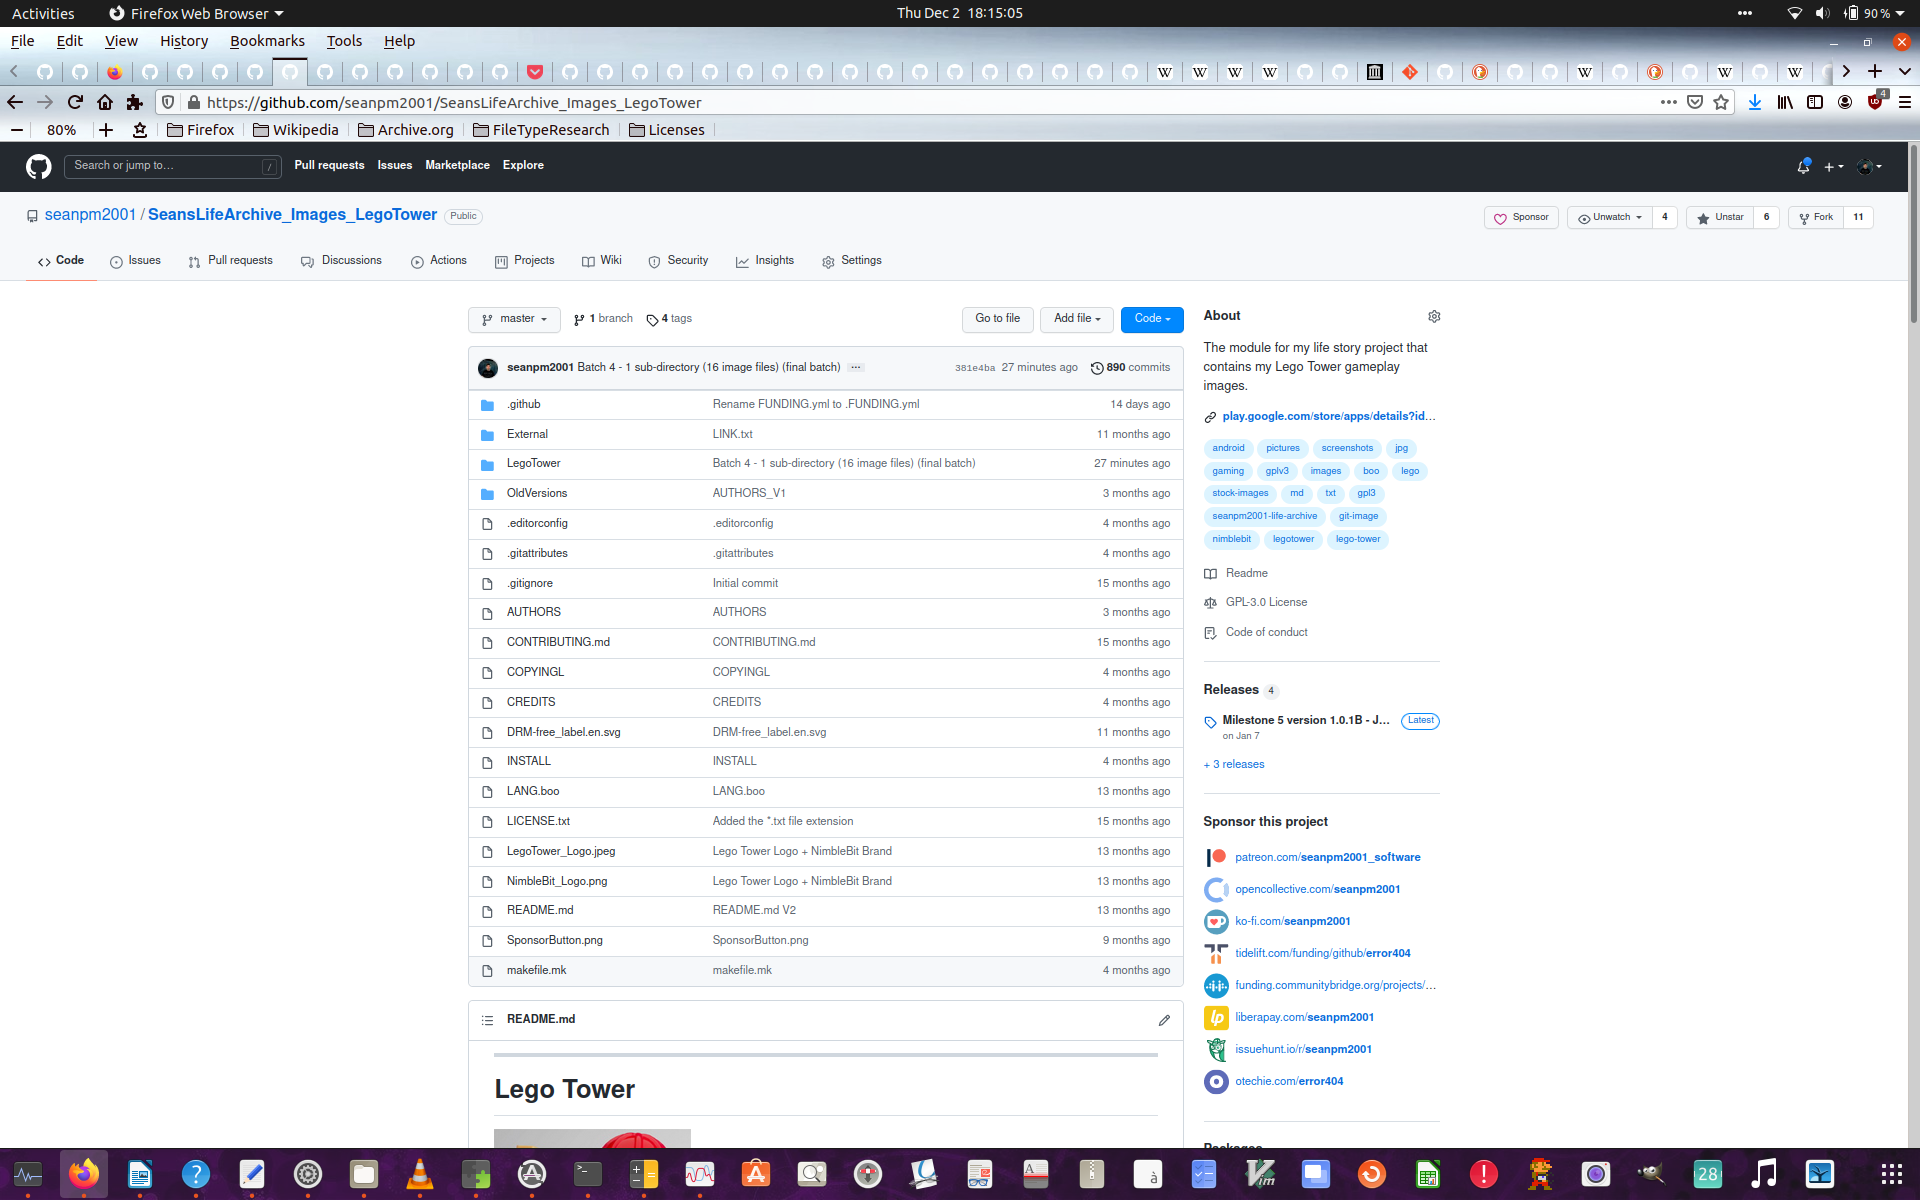 Activities
Firefox Web Browser
Thu Dec 2 18:15:05
90 %
File Edit View History Bookmarks Tools Help
https://github.com/seanpm2001/SeansLifeArchive_Images_LegoTower
4
80%
Firefox
Wikipedia
Archive.org
FileTypeResearch
Licenses
Search or jump to…
/
Pull requests
Issues
Marketplace
Explore
seanpm2001 / SeansLifeArchive_Images_LegoTower
Public
Sponsor
Unwatch 4
Unstar 6
Fork 11
Code
Issues
Pull requests
Discussions
Actions
Projects
Wiki
Security
Insights
Settings
master
1 branch
4 tags
Go to file
Add file
Code
seanpm2001 Batch 4 - 1 sub-directory (16 image files) (final batch) ...
381e4ba 27 minutes ago
890 commits
.github Rename FUNDING.yml to .FUNDING.yml 14 days ago
External LINK.txt 11 months ago
LegoTower Batch 4 - 1 sub-directory (16 image files) (final batch) 27 minutes ago
OldVersions AUTHORS_V1 3 months ago
.editorconfig .editorconfig 4 months ago
.gitattributes .gitattributes 4 months ago
.gitignore Initial commit 15 months ago
AUTHORS AUTHORS 3 months ago
CONTRIBUTING.md CONTRIBUTING.md 15 months ago
COPYINGL COPYINGL 4 months ago
CREDITS CREDITS 4 months ago
DRM-free_label.en.svg DRM-free_label.en.svg 11 months ago
INSTALL INSTALL 4 months ago
LANG.boo LANG.boo 13 months ago
LICENSE.txt Added the *.txt file extension 15 months ago
LegoTower_Logo.jpeg Lego Tower Logo + NimbleBit Brand 13 months ago
NimbleBit_Logo.png Lego Tower Logo + NimbleBit Brand 13 months ago
README.md README.md V2 13 months ago
SponsorButton.png SponsorButton.png 9 months ago
makefile.mk makefile.mk 4 months ago
README.md
Lego Tower
About
The module for my life story project that
contains my Lego Tower gameplay
images.
play.google.com/store/apps/details?id…
android pictures screenshots jpg
gaming gplv3 images boo lego
stock-images md txt gpl3
seanpm2001-life-archive git-image
nimblebit legotower lego-tower
Readme
GPL-3.0 License
Code of conduct
Releases 4
Milestone 5 version 1.0.1B - J… Latest
on Jan 7
+ 3 releases
Sponsor this project
patreon.com/seanpm2001_software
opencollective.com/seanpm2001
ko-fi.com/seanpm2001
tidelift.com/funding/github/error404
funding.communitybridge.org/projects/…
liberapay.com/seanpm2001
issuehunt.io/r/seanpm2001
otechie.com/error404
Packages
28